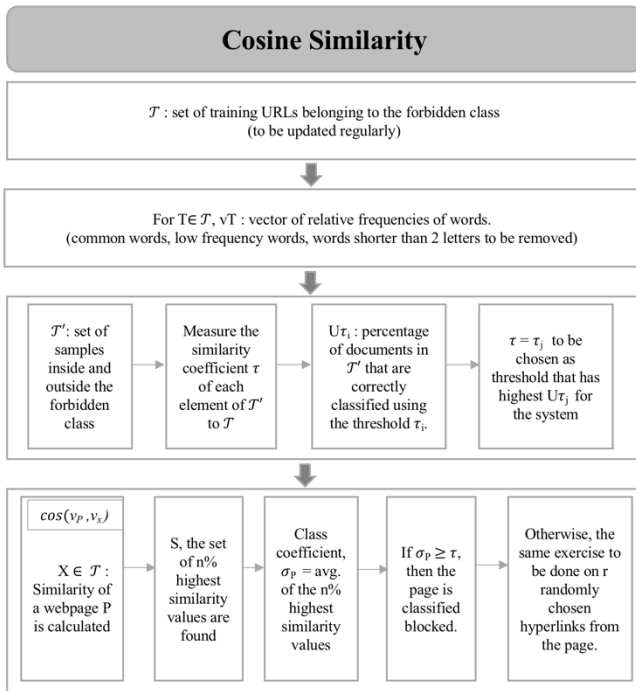 Cosine Similarity
𝒯 : set of training URLs belonging to the forbidden class
(to be updated regularly)
For T∈ 𝒯, vT : vector of relative frequencies of words.
(common words, low frequency words, words shorter than 2 letters to be removed)
𝒯′: set of
samples
inside and
outside the
forbidden
class
Measure the
similarity
coefficient τ
of each
element of 𝒯′
to 𝒯
Uτᵢ : percentage
of documents in
𝒯′ that are
correctly
classified using
the threshold τᵢ.
τ = τⱼ to be
chosen as
threshold that has
highest Uτⱼ for
the system
cos(v_P, v_x)
X ∈ 𝒯 :
Similarity of
a webpage P
is calculated
S, the set
of n%
highest
similarity
values are
found
Class
coefficient,
σ_P = avg.
of the n%
highest
similarity
values
If σ_P ≥ τ,
then the
page is
classified
blocked.
Otherwise, the
same exercise to
be done on r
randomly
chosen
hyperlinks from
the page.